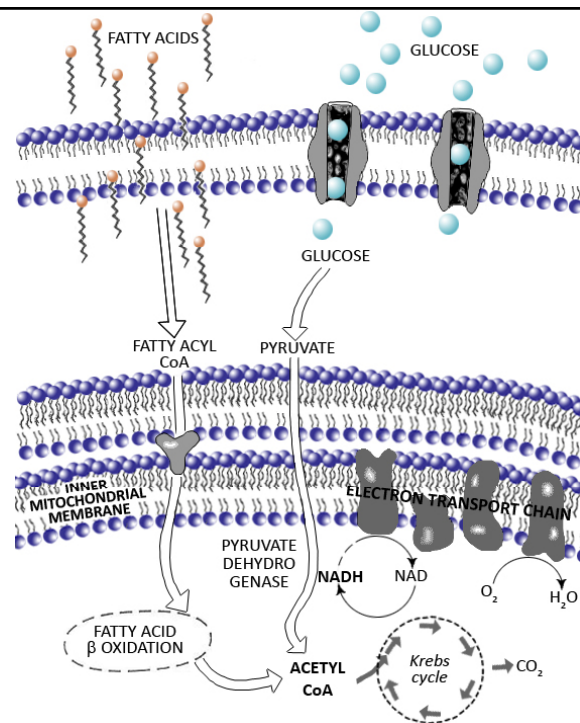 FATTY ACIDS
GLUCOSE
GLUCOSE
FATTY ACYL
CoA
PYRUVATE
INNER
MITOCHONDRIAL
MEMBRANE
ELECTRON TRANSPORT CHAIN
PYRUVATE
DEHYDRO
GENASE
NADH
NAD
O₂
H₂O
FATTY ACID
β OXIDATION
ACETYL
CoA
Krebs
cycle
CO₂